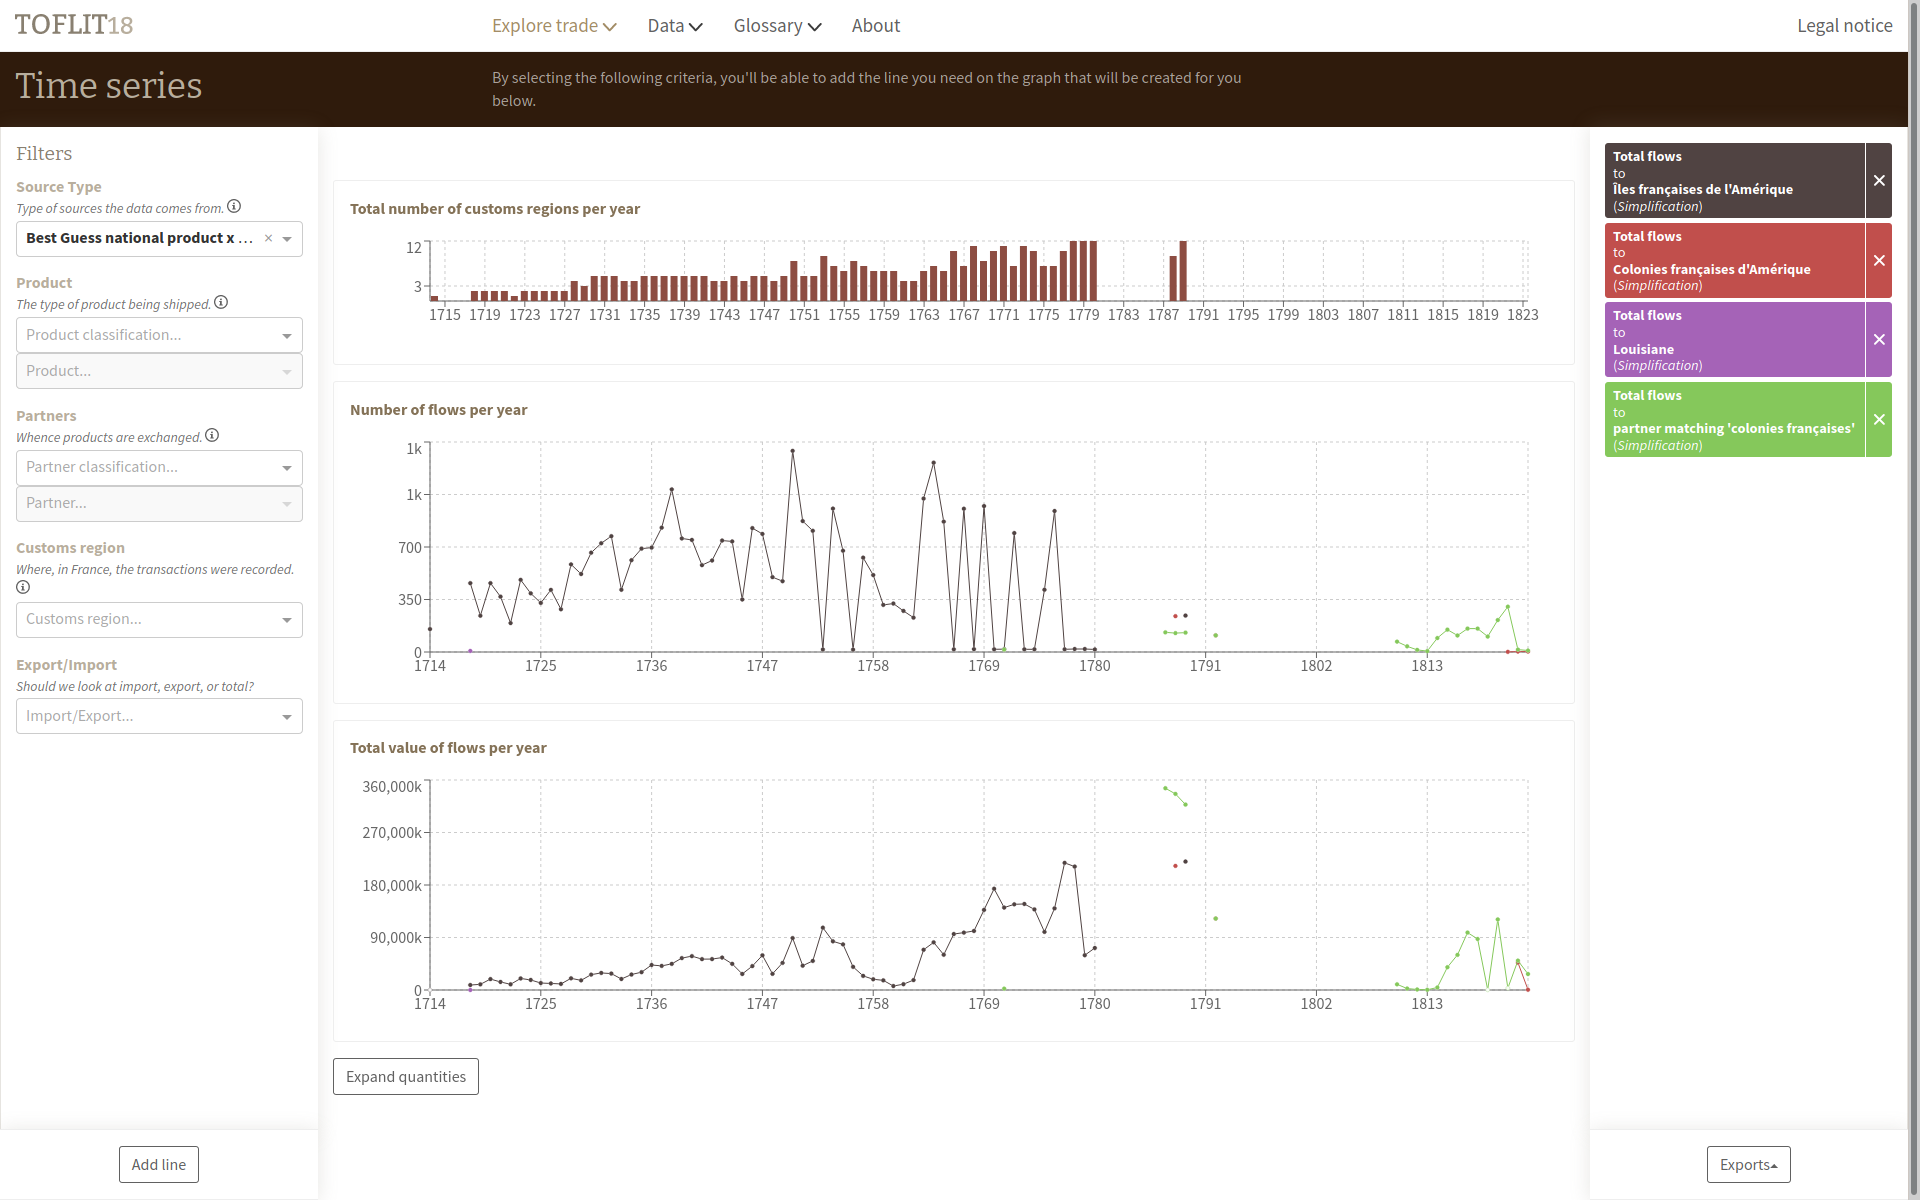 TOFLIT18
Explore trade
Data
Glossary
About
Legal notice
Time series
By selecting the following criteria, you'll be able to add the line you need on the graph that will be created for you
below.
Filters
Source Type
Type of sources the data comes from.
Best Guess national product x ...
Product
The type of product being shipped.
Product classification...
Product...
Partners
Whence products are exchanged.
Partner classification...
Partner...
Customs region
Where, in France, the transactions were recorded.
Customs region...
Export/Import
Should we look at import, export, or total?
Import/Export...
Add line
Total number of customs regions per year
12
3
1715 1719 1723 1727 1731 1735 1739 1743 1747 1751 1755 1759 1763 1767 1771 1775 1779 1783 1787 1791 1795 1799 1803 1807 1811 1815 1819 1823
Number of flows per year
1k
1k
700
350
0
1714 1725 1736 1747 1758 1769 1780 1791 1802 1813
Total value of flows per year
360,000k
270,000k
180,000k
90,000k
0
1714 1725 1736 1747 1758 1769 1780 1791 1802 1813
Expand quantities
Total flows
to
Îles françaises de l'Amérique
(Simplification)
Total flows
to
Colonies françaises d'Amérique
(Simplification)
Total flows
to
Louisiane
(Simplification)
Total flows
to
partner matching 'colonies françaises'
(Simplification)
Exports